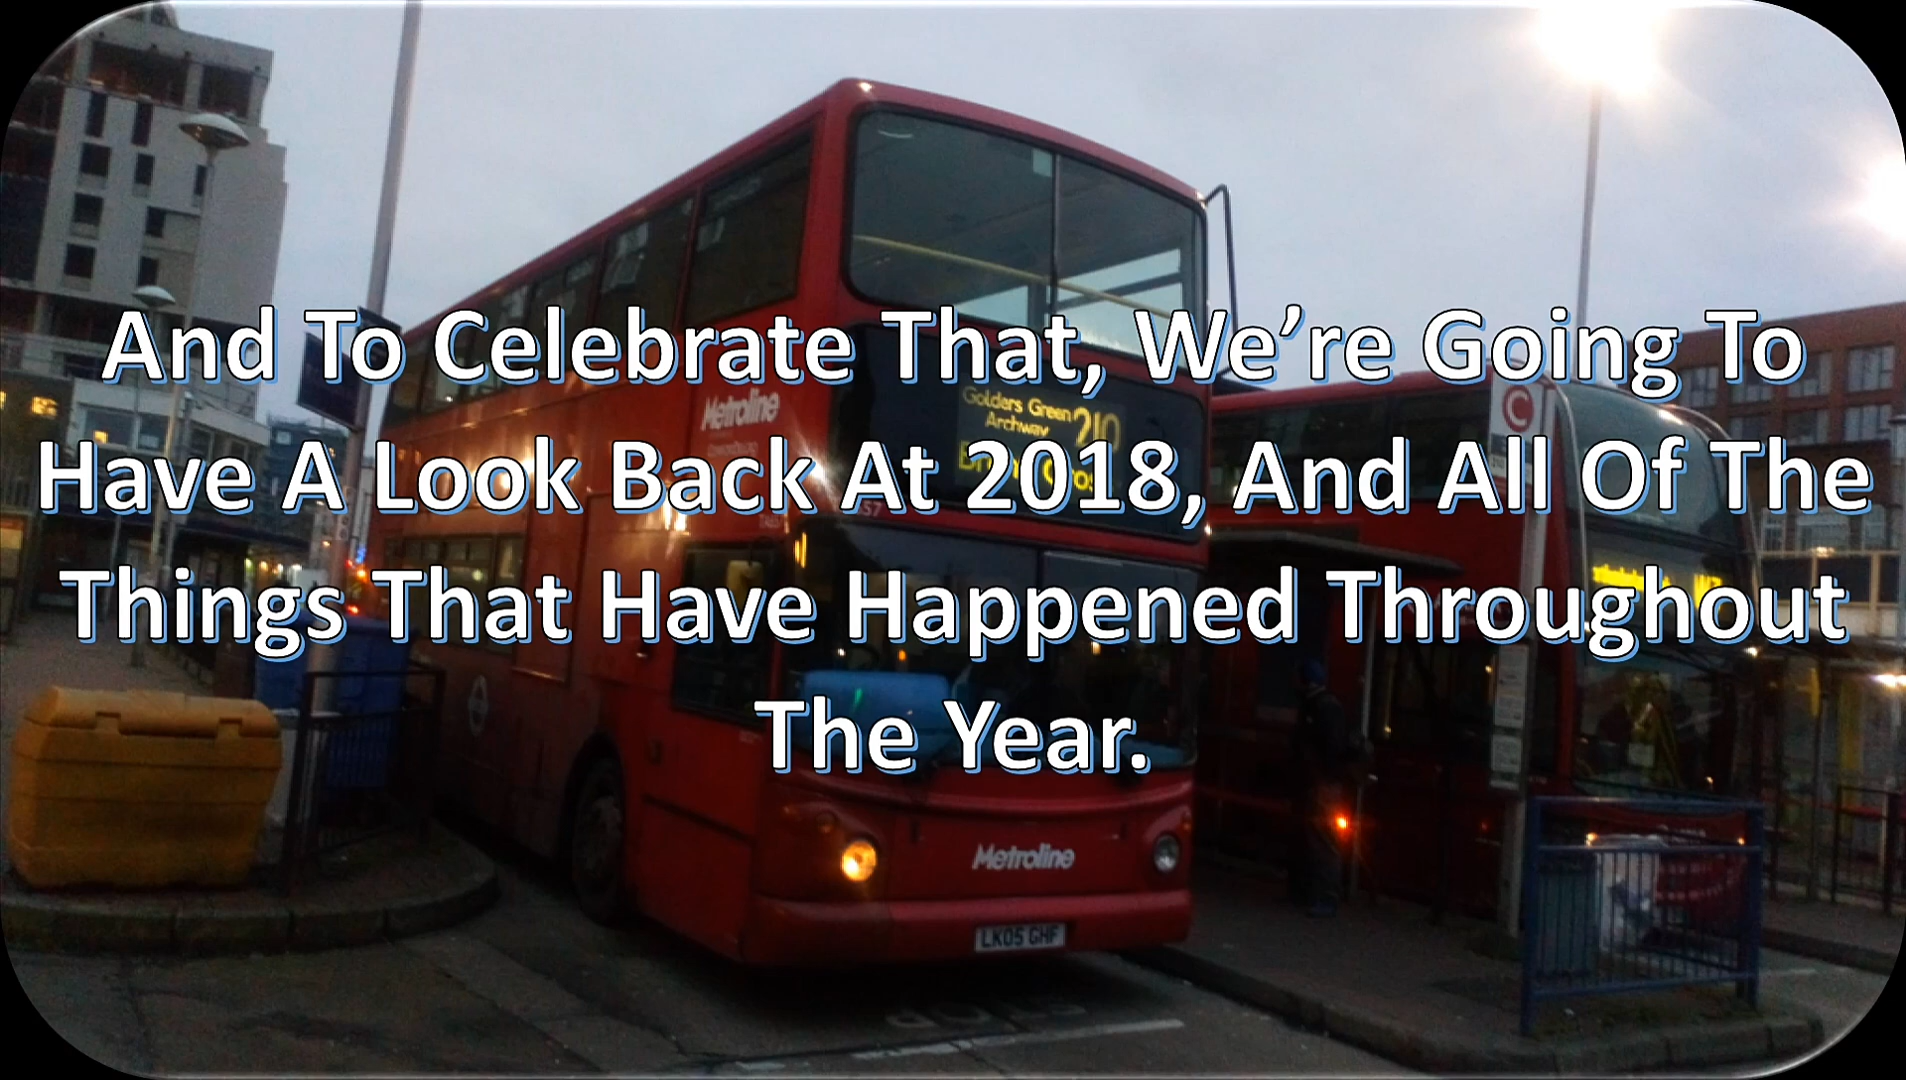 And To Celebrate That, We’re Going To
Have A Look Back At 2018, And All Of The
Things That Have Happened Throughout
The Year.
Metroline
Golders Green
Archway
210
C
Metroline
LK05 GHF